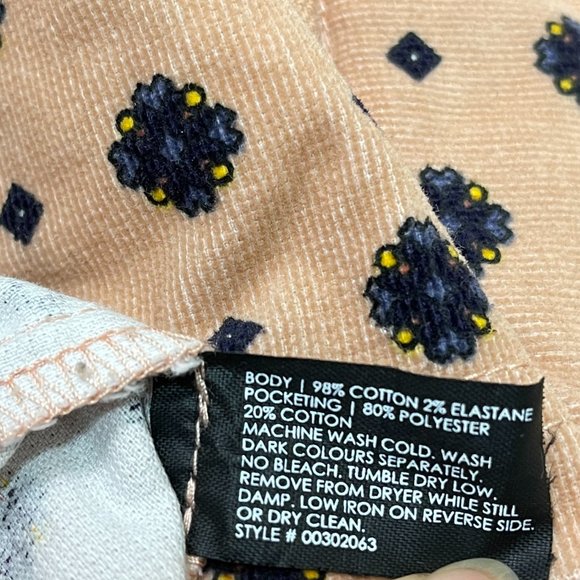 BODY | 98% COTTON 2% ELASTANE
POCKETING | 80% POLYESTER
20% COTTON
MACHINE WASH COLD. WASH
DARK COLOURS SEPARATELY.
NO BLEACH. TUMBLE DRY LOW.
REMOVE FROM DRYER WHILE STILL
DAMP. LOW IRON ON REVERSE SIDE.
OR DRY CLEAN.
STYLE # 00302063